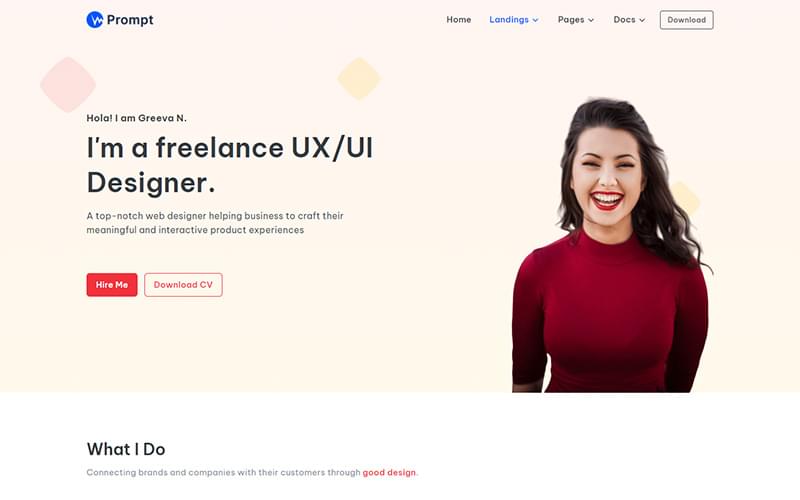 Prompt
Home Landings Pages Docs Download
Hola! I am Greeva N.
I'm a freelance UX/UI
Designer.
A top-notch web designer helping business to craft their
meaningful and interactive product experiences
Hire Me Download CV
What I Do
Connecting brands and companies with their customers through good design.